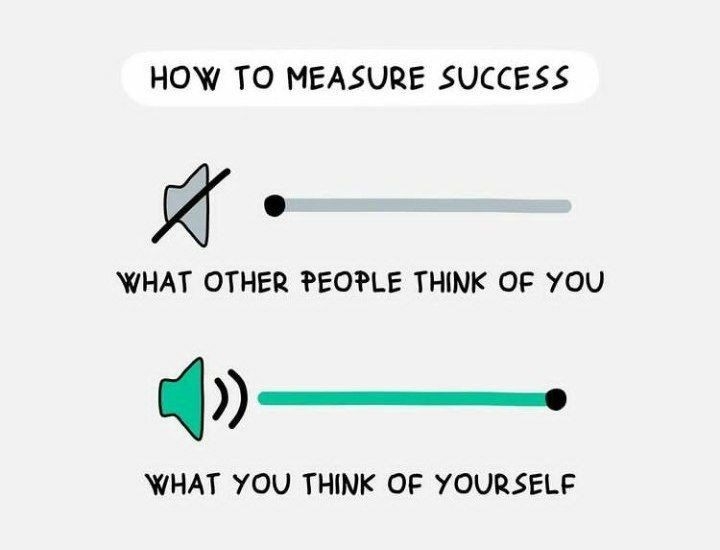 HOW TO MEASURE SUCCESS
WHAT OTHER PEOPLE THINK OF YOU
WHAT YOU THINK OF YOURSELF